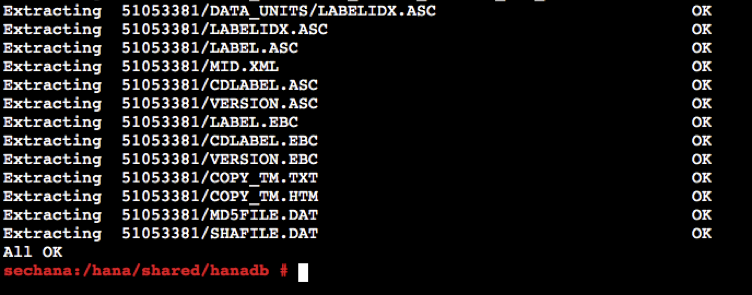 Extracting 51053381/DATA_UNITS/LABELIDX.ASC OK
Extracting 51053381/LABELIDX.ASC OK
Extracting 51053381/LABEL.ASC OK
Extracting 51053381/MID.XML OK
Extracting 51053381/CDLABEL.ASC OK
Extracting 51053381/VERSION.ASC OK
Extracting 51053381/LABEL.EBC OK
Extracting 51053381/CDLABEL.EBC OK
Extracting 51053381/VERSION.EBC OK
Extracting 51053381/COPY_TM.TXT OK
Extracting 51053381/COPY_TM.HTM OK
Extracting 51053381/MD5FILE.DAT OK
Extracting 51053381/SHAFILE.DAT OK
All OK
sechana:/hana/shared/hanadb #